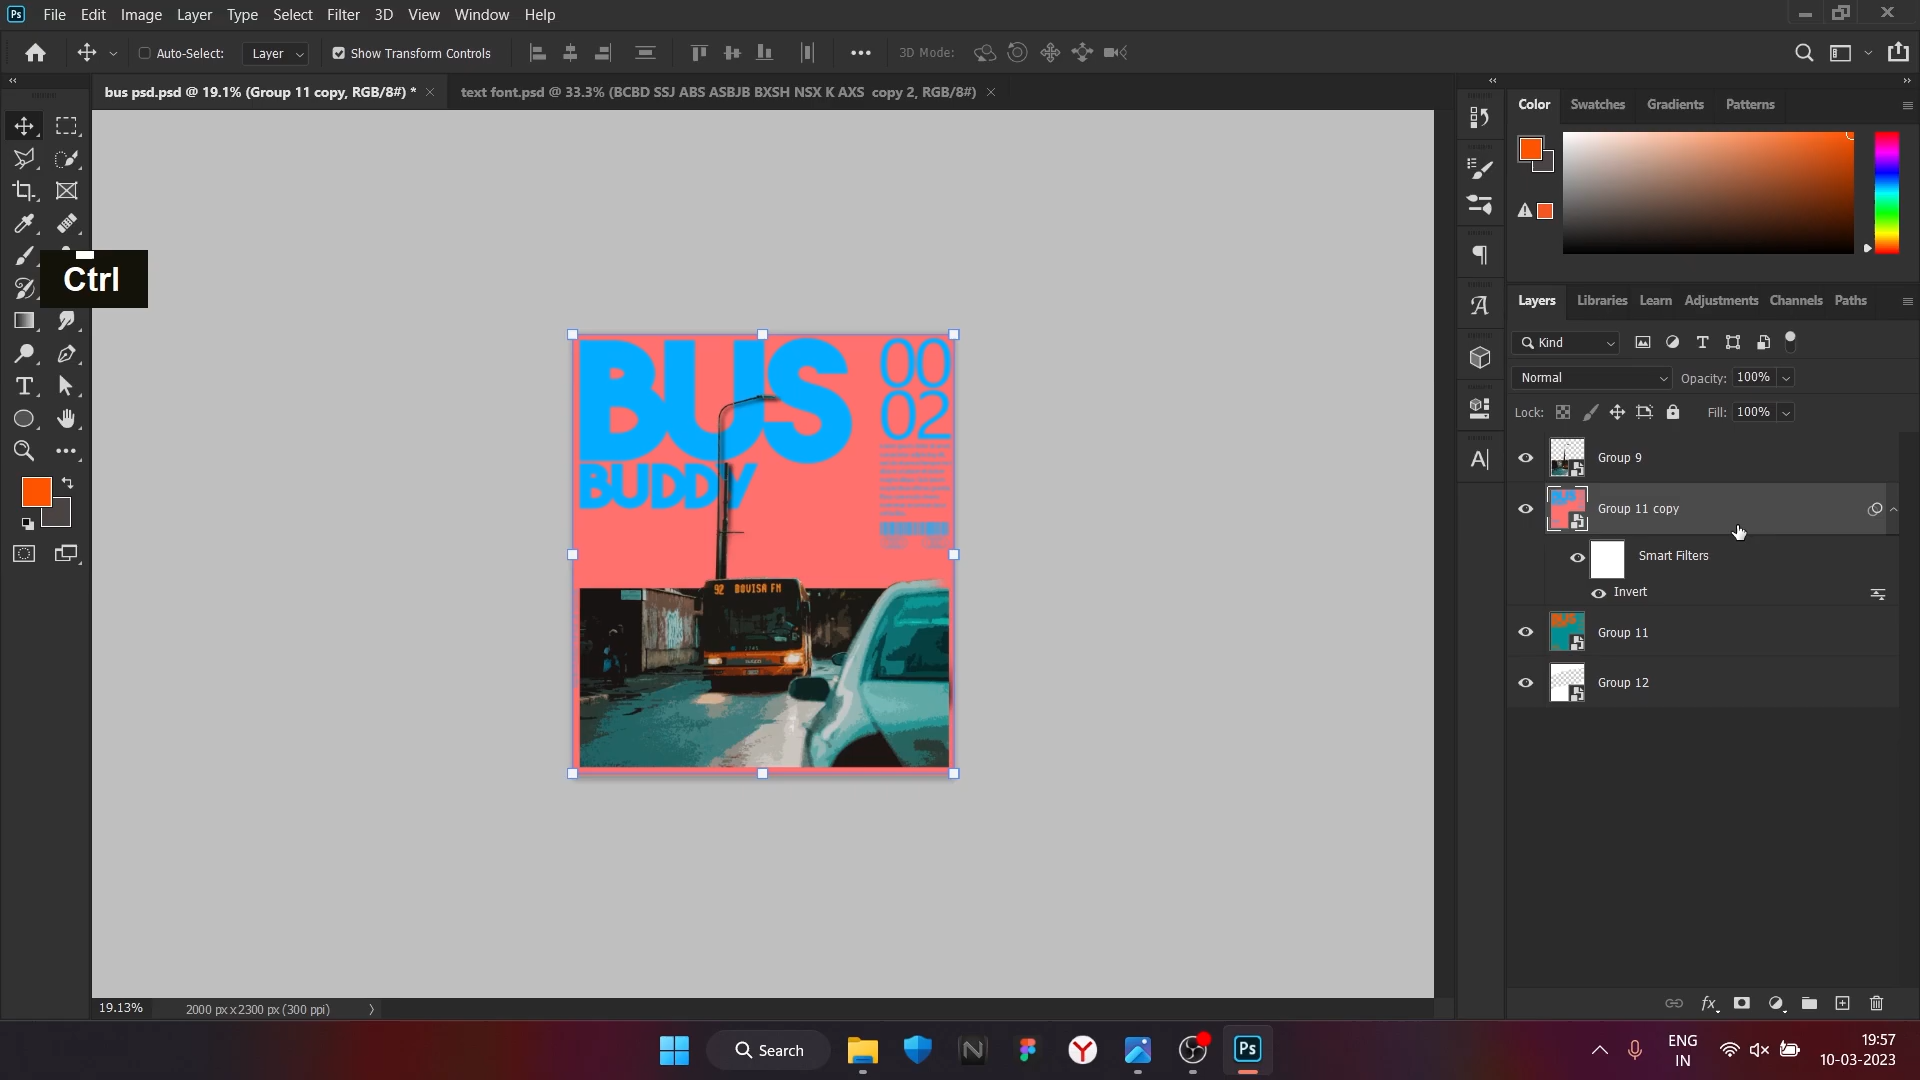 Ps File Edit Image Layer Type Select Filter 3D View Window Help
Auto-Select: Layer Show Transform Controls 3D Mode:
bus psd.psd @ 19.1% (Group 11 copy, RGB/8#) * text font.psd @ 33.3% (BCBD SSJ ABS ASBJB BXSH NSX K AXS copy 2, RGB/8#)
Color Swatches Gradients Patterns
Ctrl
Layers Libraries Learn Adjustments Channels Paths
Kind
Normal Opacity: 100%
Lock: Fill: 100%
BUS
BUDDY
00
02
92 BOVISA FM
Group 9
Group 11 copy
Smart Filters
Invert
Group 11
Group 12
19.13% 2000 px x 2300 px (300 ppi)
Search
Ps
ENG
IN
19:57
10-03-2023